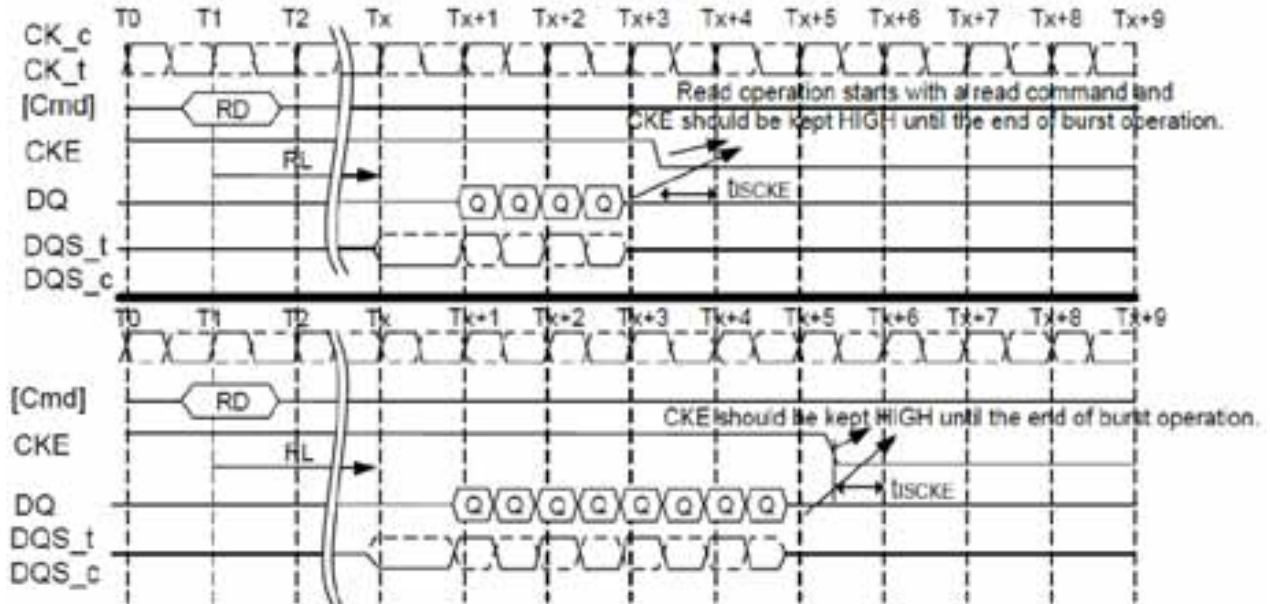 T0 T1 T2 Tx Tx+1 Tx+2 Tx+3 Tx+4 Tx+5 Tx+6 Tx+7 Tx+8 Tx+9
CK_c
CK_t
[Cmd] RD
Read operation starts with a read command and
CKE should be kept HIGH until the end of burst operation.
CKE
RL
tISCKE
DQ Q Q Q Q
DQS_t
DQS_c
T0 T1 T2 Tx Tx+1 Tx+2 Tx+3 Tx+4 Tx+5 Tx+6 Tx+7 Tx+8 Tx+9
[Cmd] RD
CKE should be kept HIGH until the end of burst operation.
CKE
RL
tISCKE
DQ Q Q Q Q Q Q Q Q
DQS_t
DQS_c